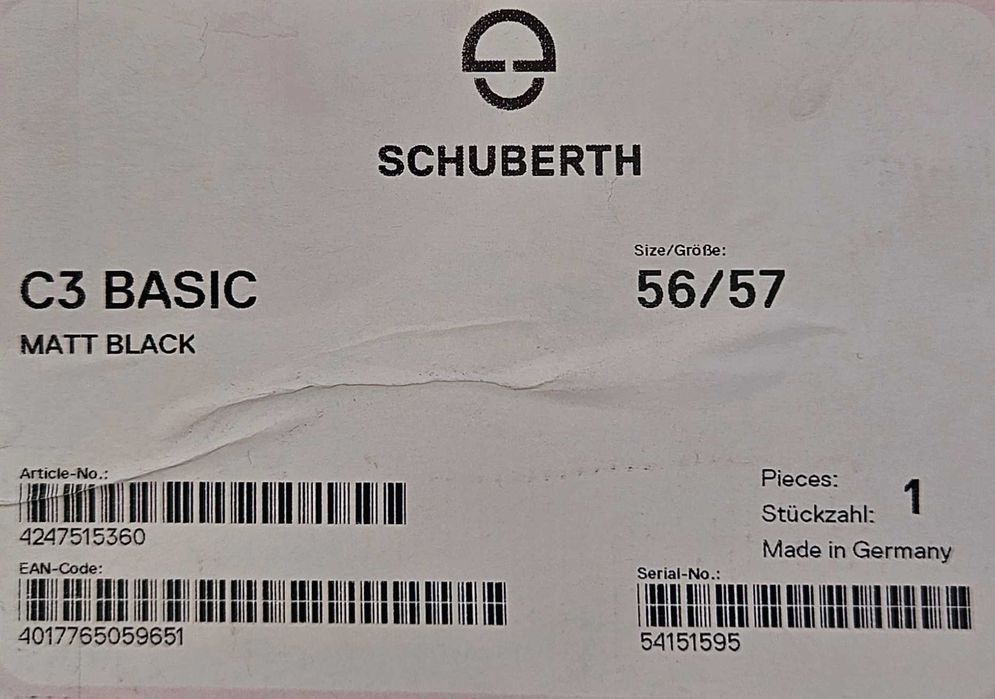 SCHUBERTH
Size/Größe:
56/57
C3 BASIC
MATT BLACK
Article-No.:
4247515360
EAN-Code:
4017765059651
Pieces:
Stückzahl: 1
Made in Germany
Serial-No.:
54151595